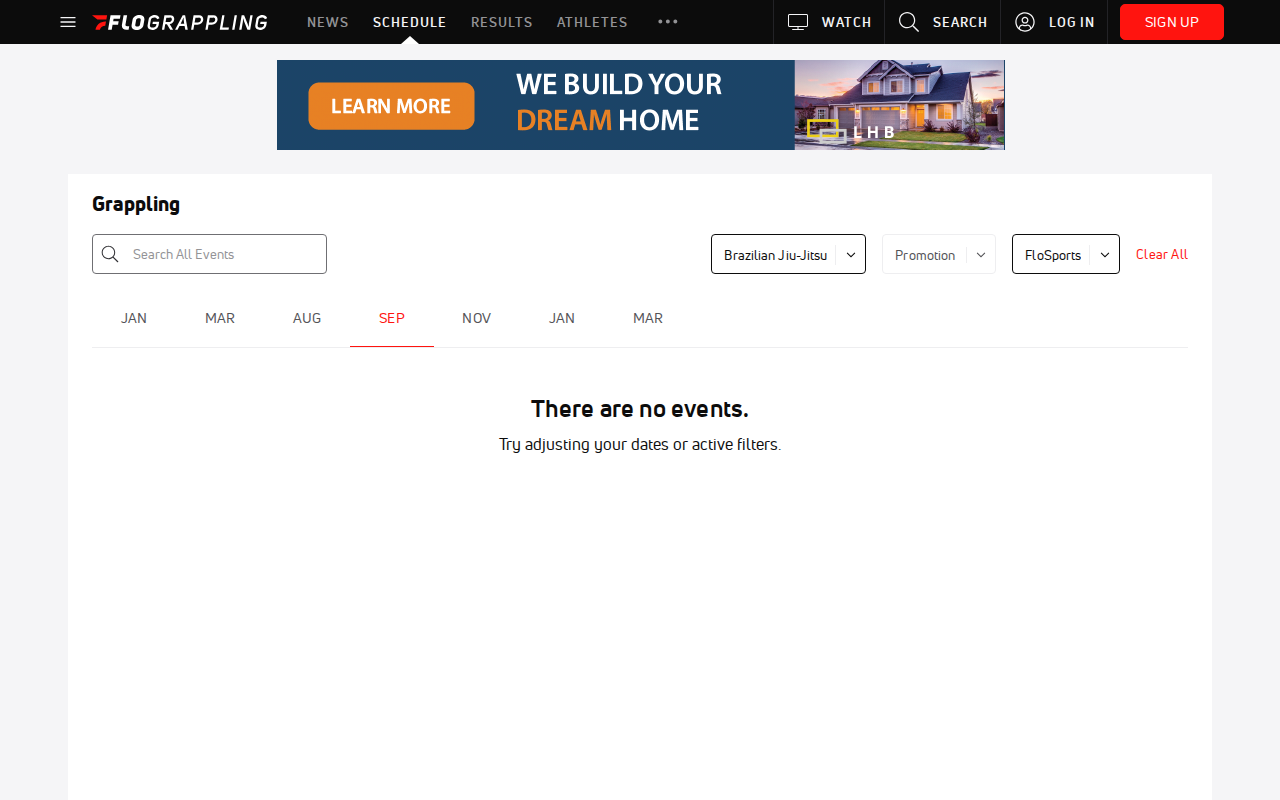 FLOGRAPPLING NEWS SCHEDULE RESULTS ATHLETES ••• WATCH SEARCH LOG IN SIGN UP
LEARN MORE
WE BUILD YOUR
DREAM HOME
LHB
Grappling
Search All Events
Brazilian Jiu-Jitsu
Promotion
FloSports
Clear All
JAN MAR AUG SEP NOV JAN MAR
There are no events.
Try adjusting your dates or active filters.